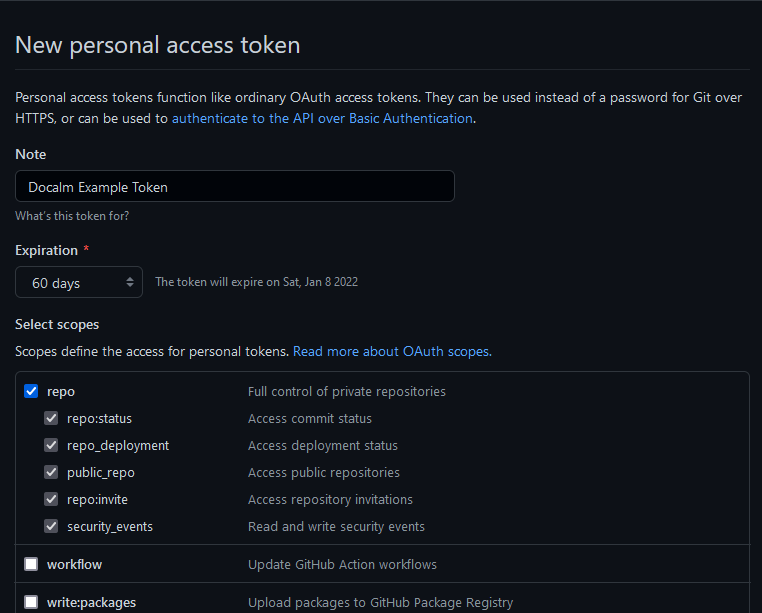 New personal access token
Personal access tokens function like ordinary OAuth access tokens. They can be used instead of a password for Git over
HTTPS, or can be used to authenticate to the API over Basic Authentication.
Note
Docalm Example Token
What's this token for?
Expiration *
60 days The token will expire on Sat, Jan 8 2022
Select scopes
Scopes define the access for personal tokens. Read more about OAuth scopes.
repo Full control of private repositories
repo:status Access commit status
repo_deployment Access deployment status
public_repo Access public repositories
repo:invite Access repository invitations
security_events Read and write security events
workflow Update GitHub Action workflows
write:packages Upload packages to GitHub Package Registry